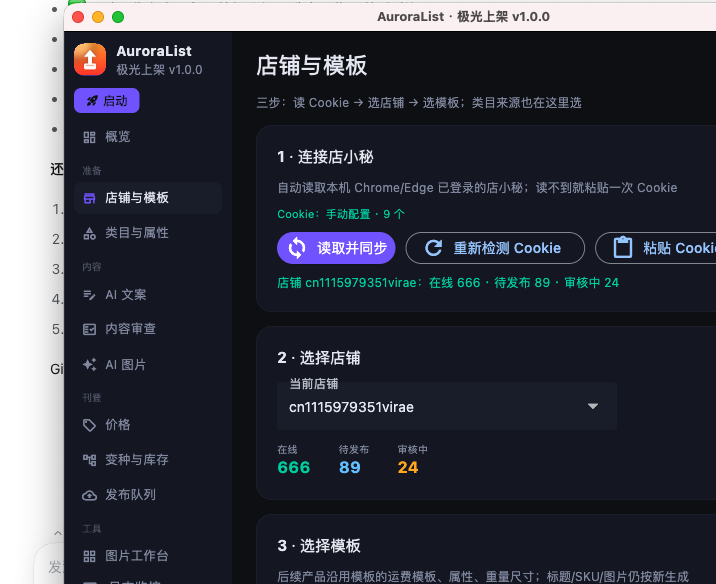 AuroraList · 极光上架 v1.0.0
AuroraList
极光上架 v1.0.0
启动
概览
准备
店铺与模板
类目与属性
内容
AI 文案
内容审查
AI 图片
刊登
价格
变种与库存
发布队列
工具
图片工作台
店铺与模板
三步：读 Cookie → 选店铺 → 选模板；类目来源也在这里选
1 · 连接店小秘
自动读取本机 Chrome/Edge 已登录的店小秘；读不到就粘贴一次 Cookie
Cookie：手动配置 · 9 个
读取并同步
重新检测 Cookie
粘贴 Cookie
店铺 cn1115979351virae：在线 666 · 待发布 89 · 审核中 24
2 · 选择店铺
当前店铺
cn1115979351virae
在线 待发布 审核中
666 89 24
3 · 选择模板
后续产品沿用模板的运费模板、属性、重量尺寸；标题/SKU/图片仍按新生成
还
1.
2.
3.
4.
5.
Gi
发